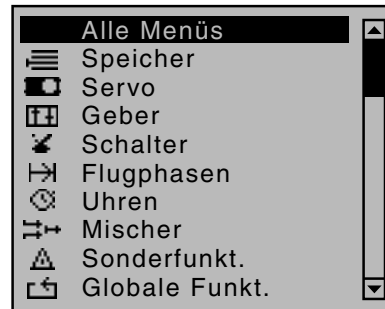 Alle Menüs
Speicher
Servo
Geber
Schalter
Flugphasen
Uhren
Mischer
Sonderfunkt.
Globale Funkt.